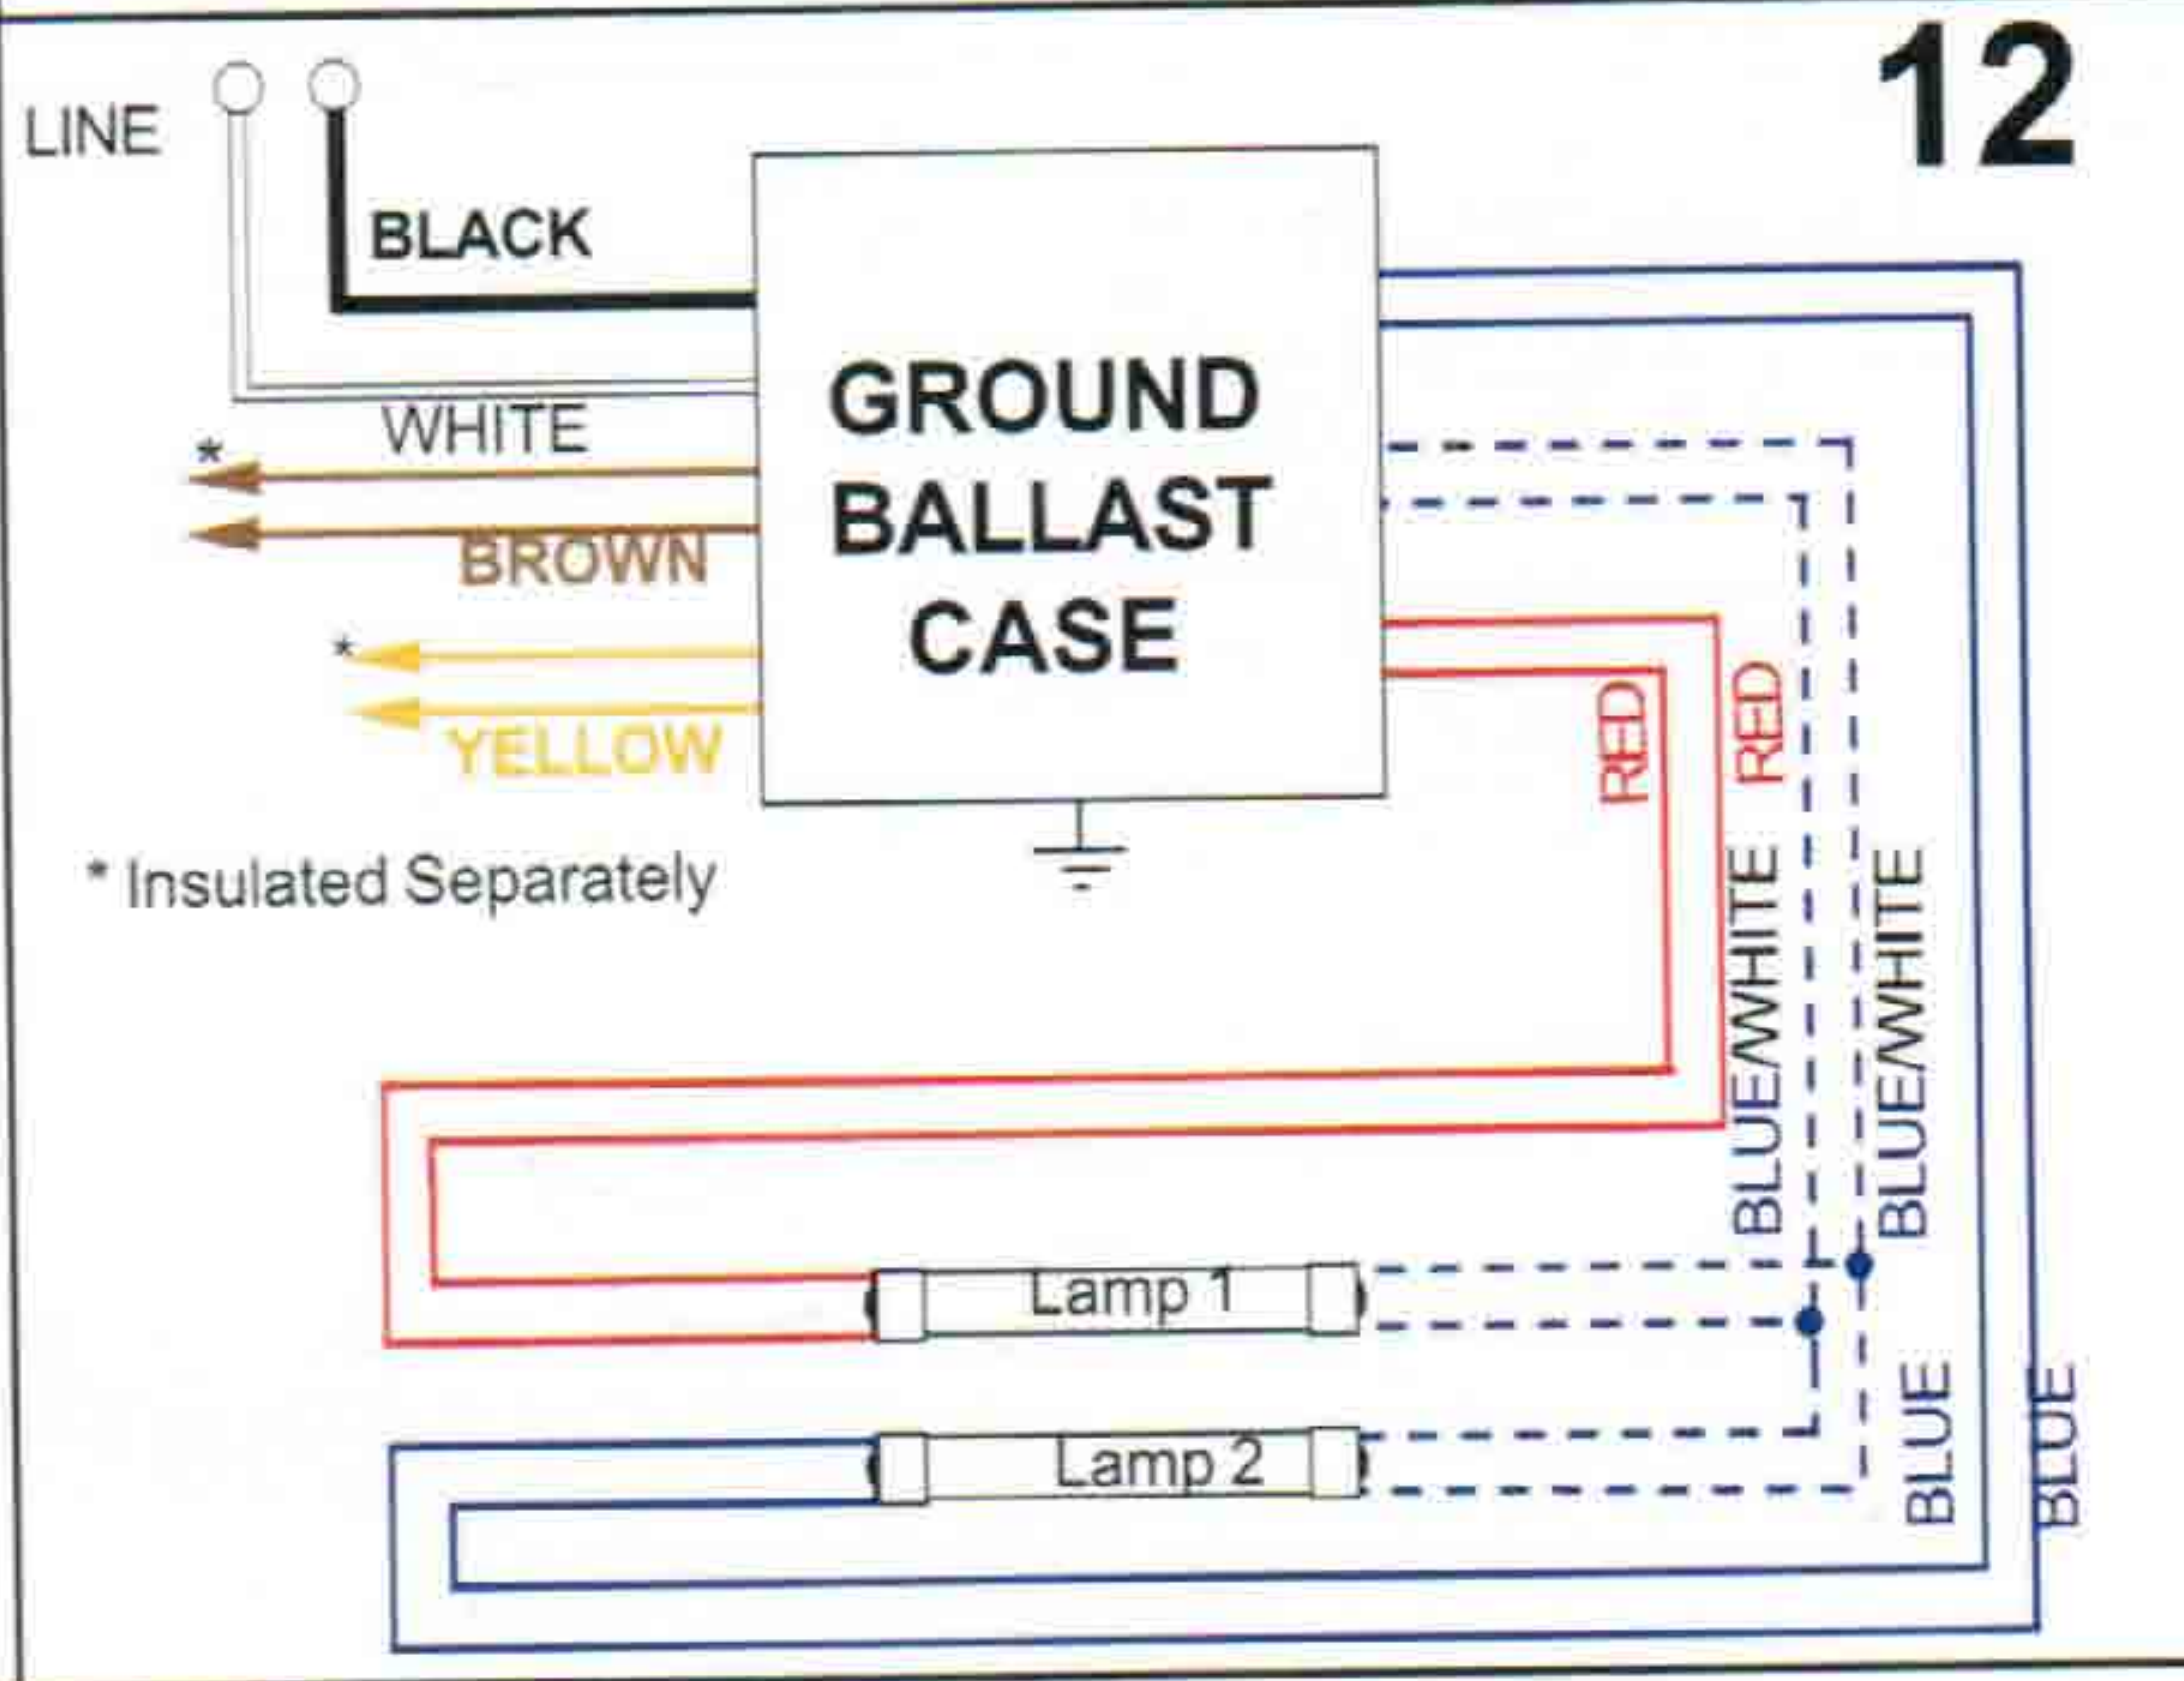 12
LINE
BLACK
WHITE
*
BROWN
*
YELLOW
* Insulated Separately
GROUND
BALLAST
CASE
RED
RED
BLUE/WHITE
BLUE/WHITE
Lamp 1
Lamp 2
BLUE
BLUE